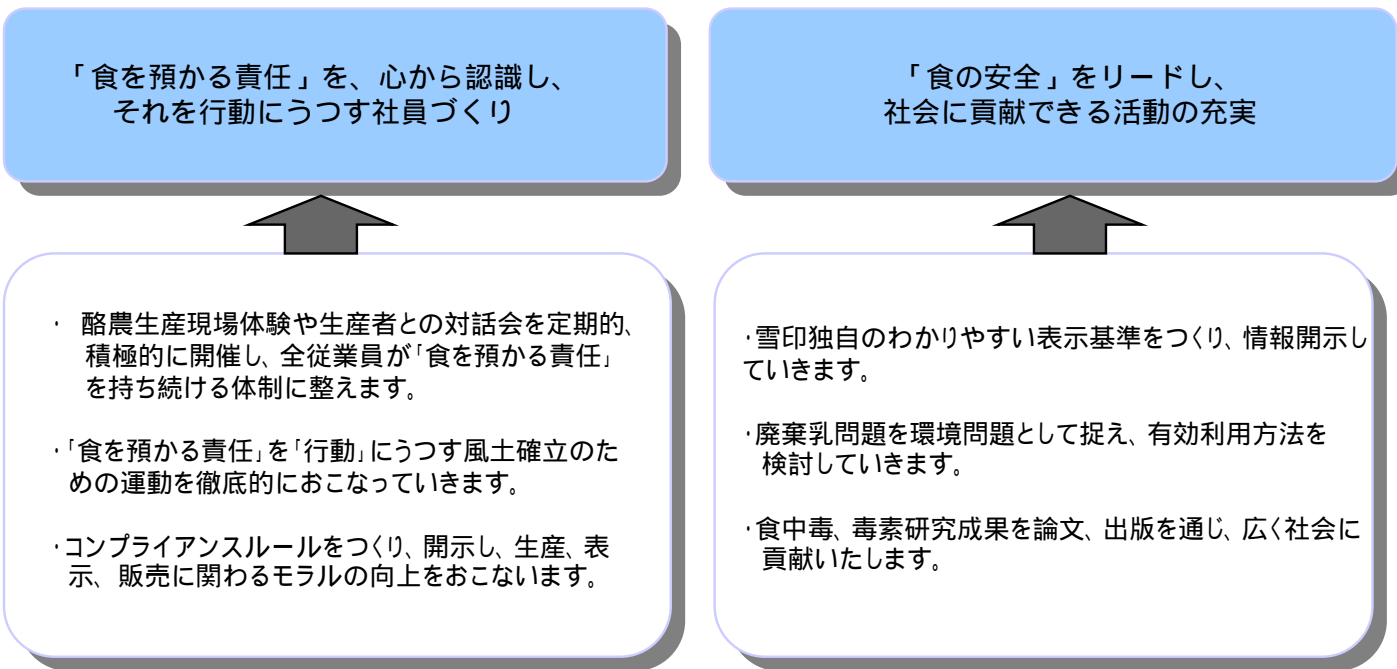 「食を預かる責任」を、心から認識し、
それを行動にうつす社員づくり
・ 酪農生産現場体験や生産者との対話会を定期的、
積極的に開催し、全従業員が「食を預かる責任」
を持ち続ける体制に整えます。
・「食を預かる責任」を「行動」にうつす風土確立のた
めの運動を徹底的におこなっていきます。
・コンプライアンスルールをつくり、開示し、生産、表
示、販売に関わるモラルの向上をおこないます。
「食の安全」をリードし、
社会に貢献できる活動の充実
・雪印独自のわかりやすい表示基準をつくり、情報開示し
ていきます。
・廃棄乳問題を環境問題として捉え、有効利用方法を
検討していきます。
・食中毒、毒素研究成果を論文、出版を通じ、広く社会に
貢献いたします。